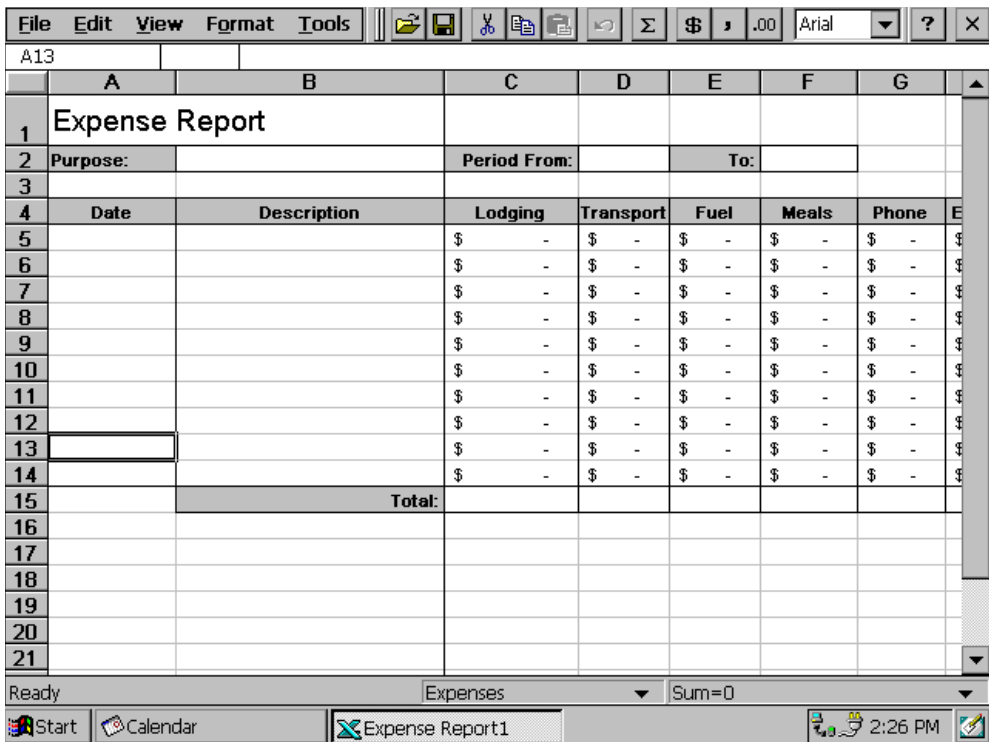 File Edit View Format Tools Σ $ , .00 Arial ? ×
A13
A B C D E F G
1 Expense Report
2 Purpose: Period From: To:
3
4 Date Description Lodging Transport Fuel Meals Phone E
5 $ - $ - $ - $ - $ - $
6 $ - $ - $ - $ - $ - $
7 $ - $ - $ - $ - $ - $
8 $ - $ - $ - $ - $ - $
9 $ - $ - $ - $ - $ - $
10 $ - $ - $ - $ - $ - $
11 $ - $ - $ - $ - $ - $
12 $ - $ - $ - $ - $ - $
13 $ - $ - $ - $ - $ - $
14 $ - $ - $ - $ - $ - $
15 Total:
16
17
18
19
20
21
Ready Expenses Sum=0
Start Calendar Expense Report1 2:26 PM